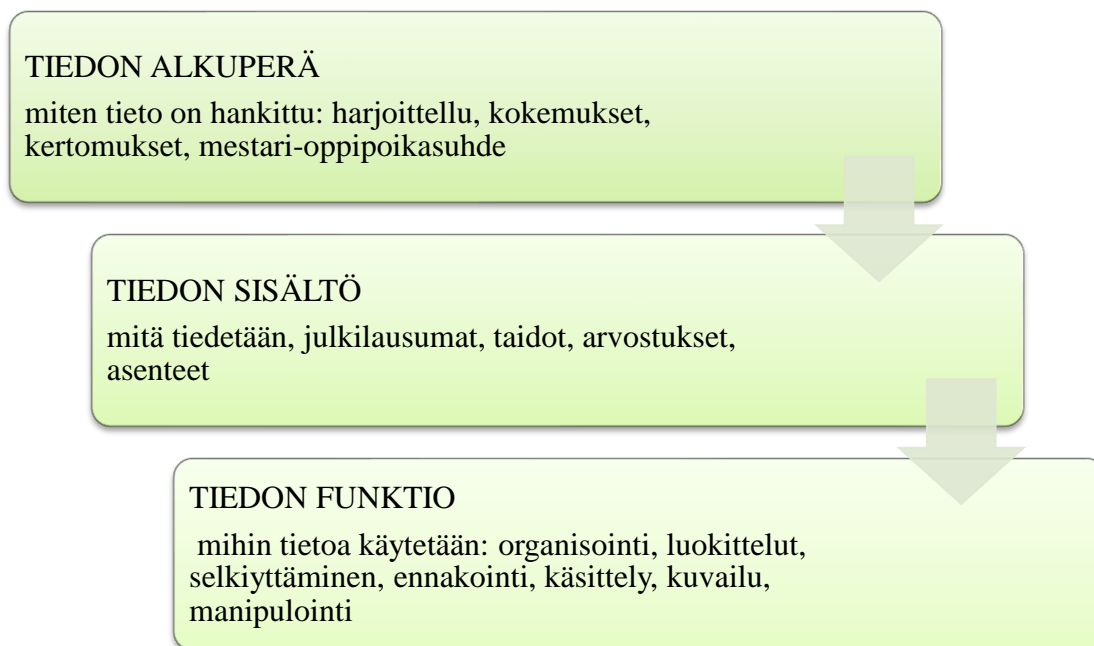 TIEDON ALKUPERÄ
miten tieto on hankittu: harjoittellu, kokemukset,
kertomukset, mestari-oppipoikasuhde
TIEDON SISÄLTÖ
mitä tiedetään, julkilausumat, taidot, arvostukset,
asenteet
TIEDON FUNKTIO
mihin tietoa käytetään: organisointi, luokittelut,
selkiyttäminen, ennakointi, käsittely, kuvailu,
manipulointi